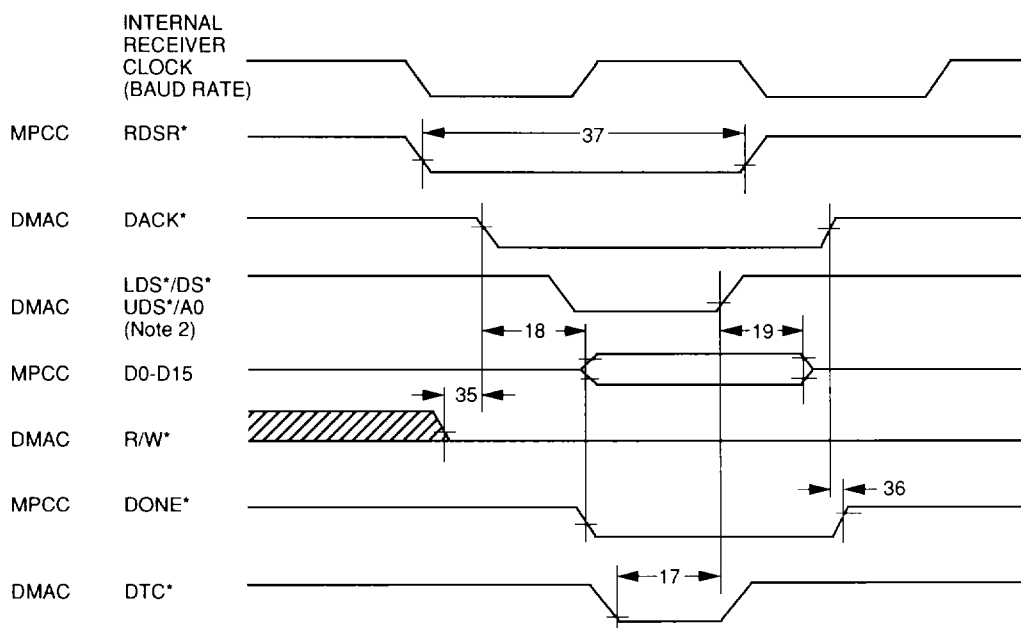 INTERNAL
RECEIVER
CLOCK
(BAUD RATE)
MPCC RDSR* 37
DMAC DACK*
LDS*/DS*
DMAC UDS*/A0
(Note 2)
18 19
MPCC D0-D15
35
DMAC R/W*
36
MPCC DONE*
17
DMAC DTC*